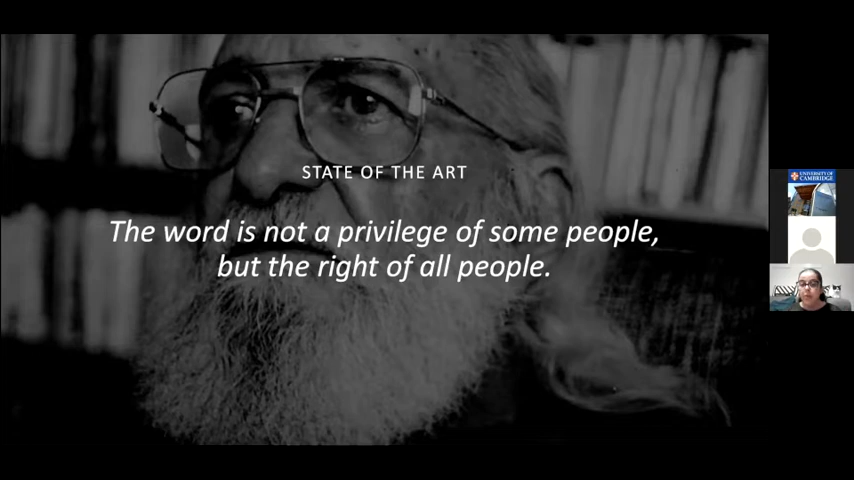 STATE OF THE ART
The word is not a privilege of some people,
but the right of all people.
UNIVERSITY OF
CAMBRIDGE